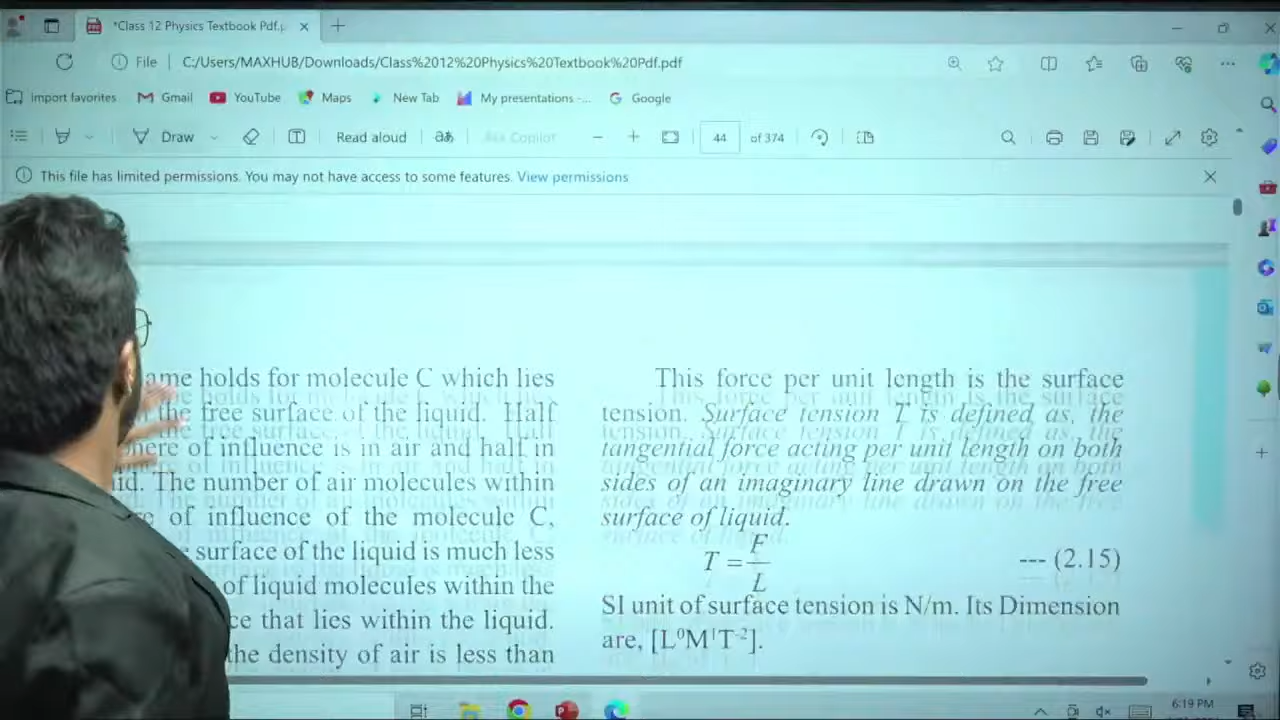 *Class 12 Physics Textbook Pdf.p
File
C:/Users/MAXHUB/Downloads/Class%2012%20Physics%20Textbook%20Pdf.pdf
Import favorites
Gmail
YouTube
Maps
New Tab
My presentations -...
Google
Draw
Read aloud
Ask Copilot
44
of 374
This file has limited permissions. You may not have access to some features. View permissions
ame holds for molecule C which lies
the free surface of the liquid. Half
here of influence is in air and half in
id. The number of air molecules within
of influence of the molecule C,
surface of the liquid is much less
of liquid molecules within the
ce that lies within the liquid.
the density of air is less than
This force per unit length is the surface
tension. Surface tension T is defined as, the
tangential force acting per unit length on both
sides of an imaginary line drawn on the free
surface of liquid.
T = F/L --- (2.15)
SI unit of surface tension is N/m. Its Dimension
are, [L⁰M¹T⁻²].
6:19 PM